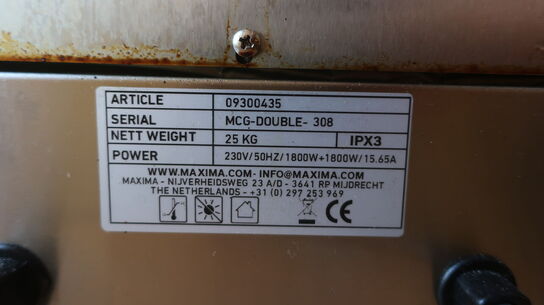 ARTICLE 09300435
SERIAL MCG-DOUBLE- 308
NETT WEIGHT 25 KG IPX3
POWER 230V/50HZ/1800W+1800W/15.65A
WWW.MAXIMA.COM- INFO@MAXIMA.COM
MAXIMA - NIJVERHEIDSWEG 23 A/D - 3641 RP MIJDRECHT
THE NETHERLANDS - +31 (0) 297 253 969
CE